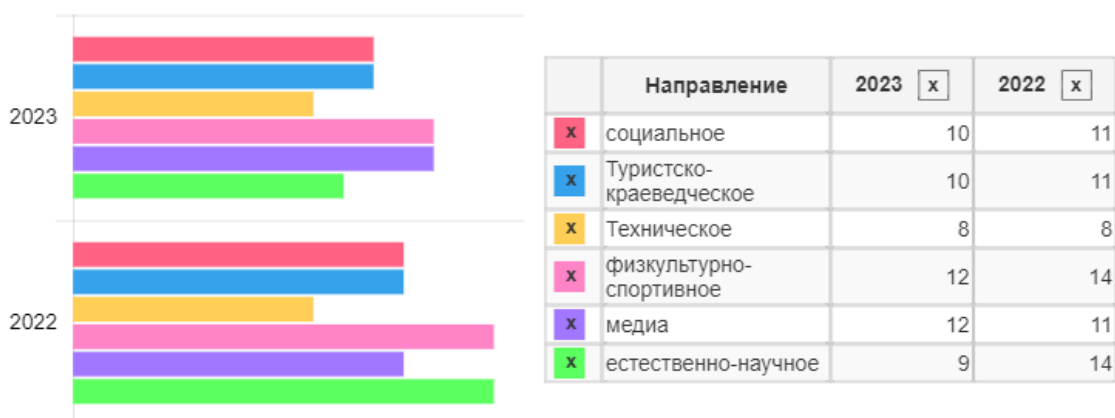 2023
2022
Направление 2023 x 2022 x
x социальное 10 11
x Туристско-
краеведческое 10 11
x Техническое 8 8
x физкультурно-
спортивное 12 14
x медиа 12 11
x естественно-научное 9 14